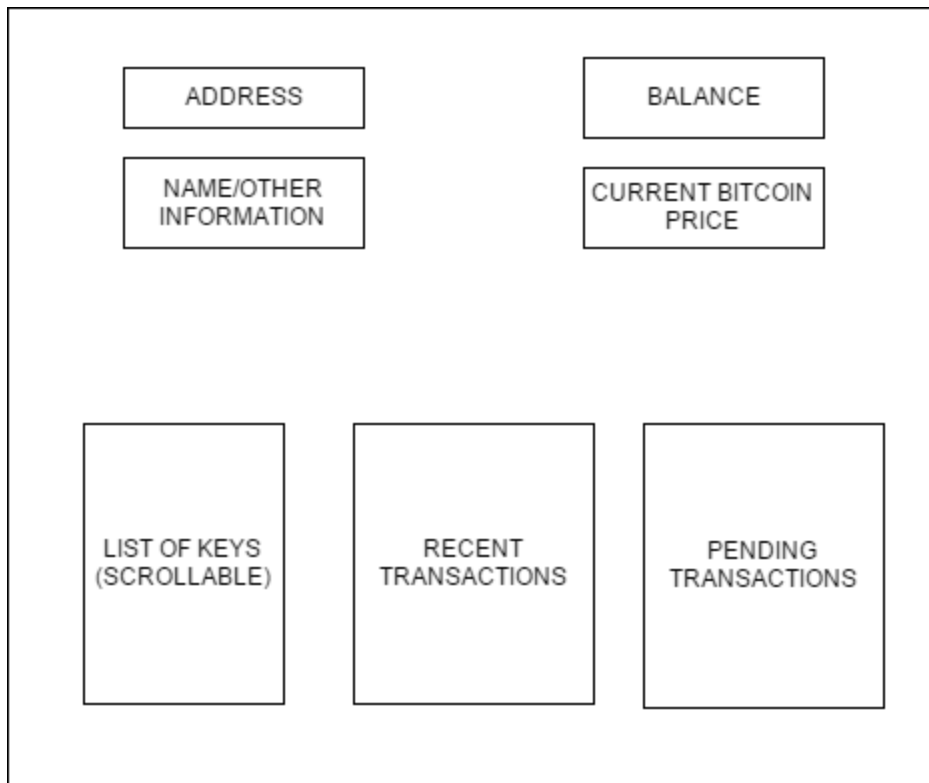 ADDRESS
BALANCE
NAME/OTHER
INFORMATION
CURRENT BITCOIN
PRICE
LIST OF KEYS
(SCROLLABLE)
RECENT
TRANSACTIONS
PENDING
TRANSACTIONS